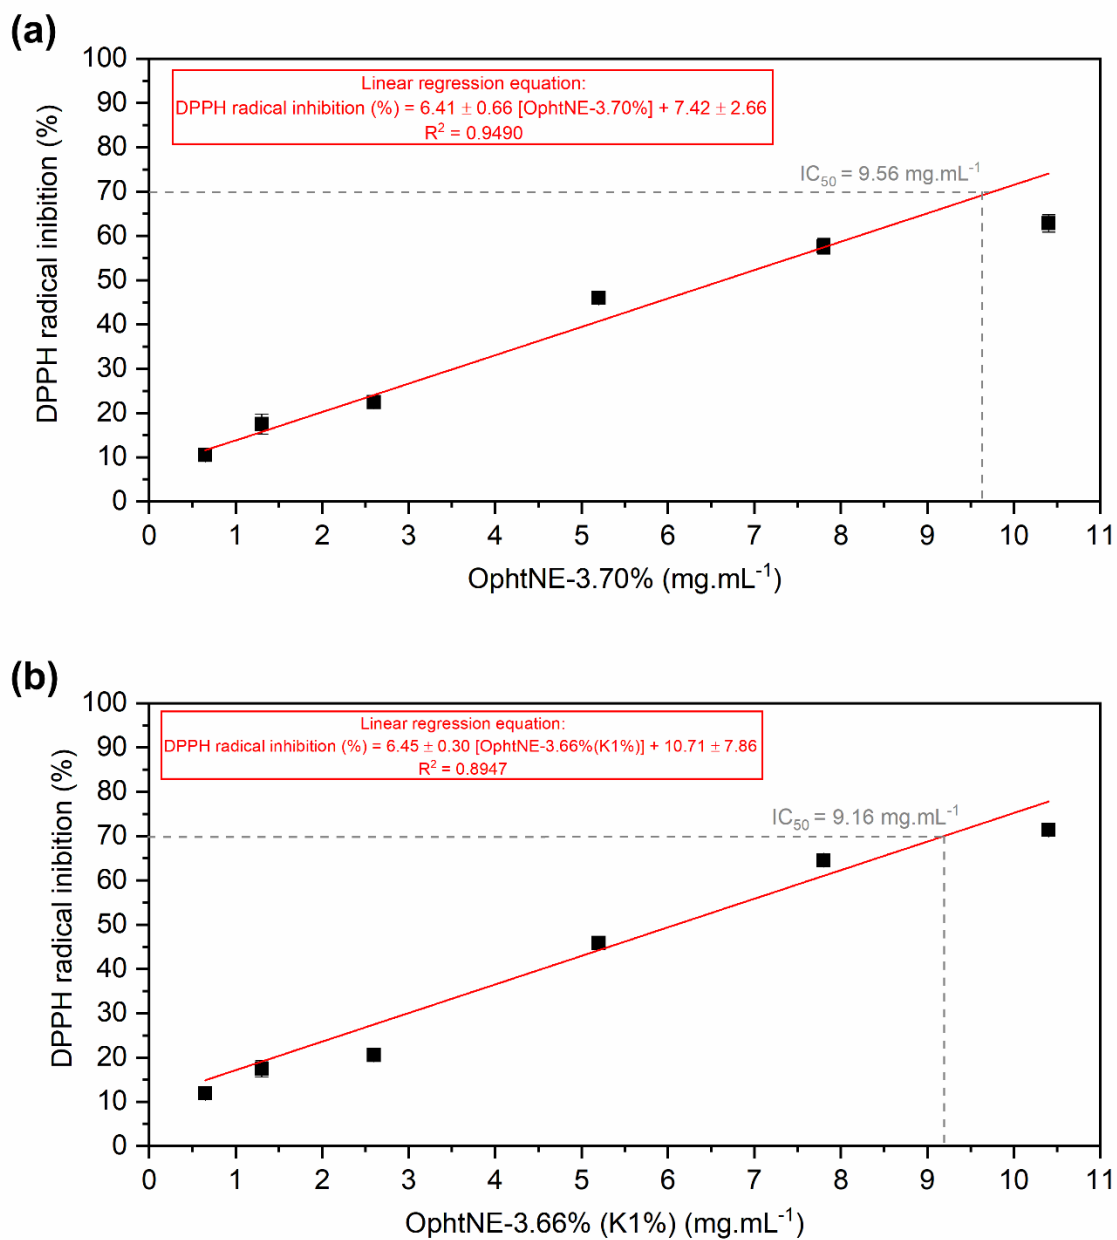 (a)
Linear regression equation:
DPPH radical inhibition (%) = 6.41 ± 0.66 [OphtNE-3.70%] + 7.42 ± 2.66
R² = 0.9490
IC₅₀ = 9.56 mg.mL⁻¹
DPPH radical inibition (%)
100
90
80
70
60
50
40
30
20
10
0
0 1 2 3 4 5 6 7 8 9 10 11
OphtNE-3.70% (mg.mL⁻¹)
(b)
Linear regression equation:
DPPH radical inhibition (%) = 6.45 ± 0.30 [OphtNE-3.66%(K1%)] + 10.71 ± 7.86
R² = 0.8947
IC₅₀ = 9.16 mg.mL⁻¹
DPPH radical inibition (%)
100
90
80
70
60
50
40
30
20
10
0
0 1 2 3 4 5 6 7 8 9 10 11
OphtNE-3.66% (K1%) (mg.mL⁻¹)